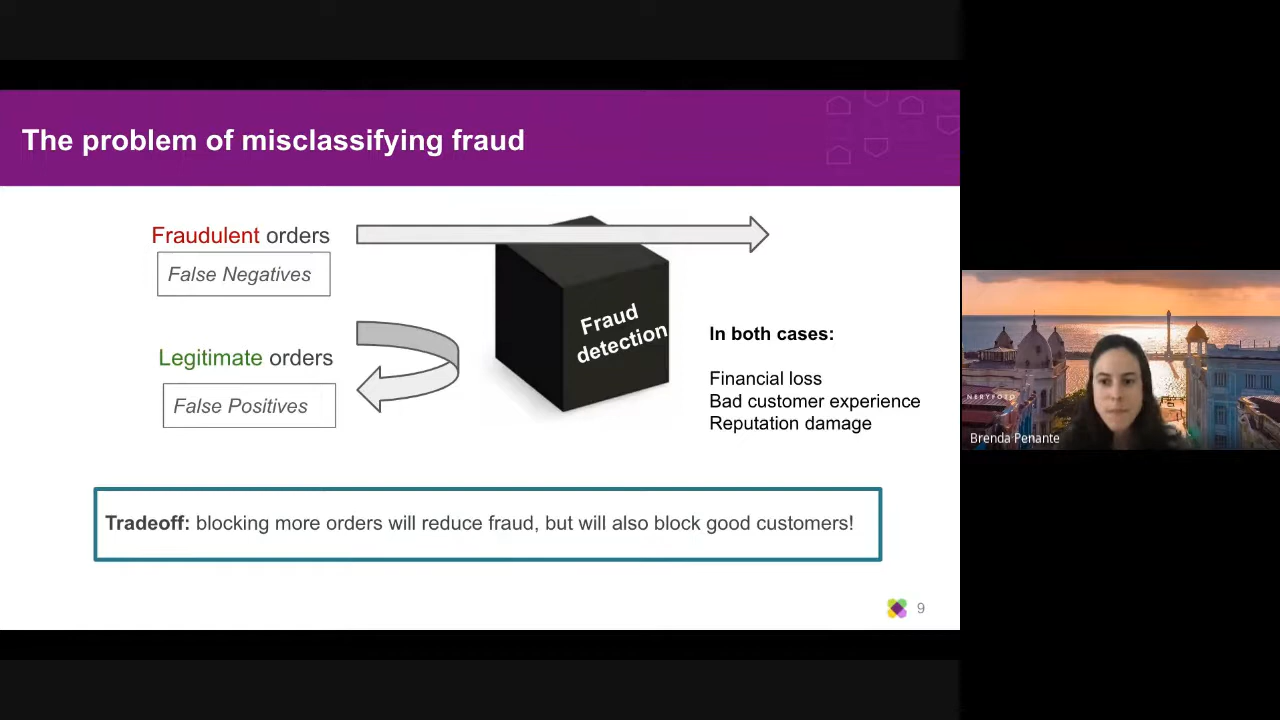 The problem of misclassifying fraud
Fraudulent orders
False Negatives
Legitimate orders
False Positives
Fraud
detection
In both cases:
Financial loss
Bad customer experience
Reputation damage
Tradeoff: blocking more orders will reduce fraud, but will also block good customers!
9
NERYFOTO
Brenda Penante